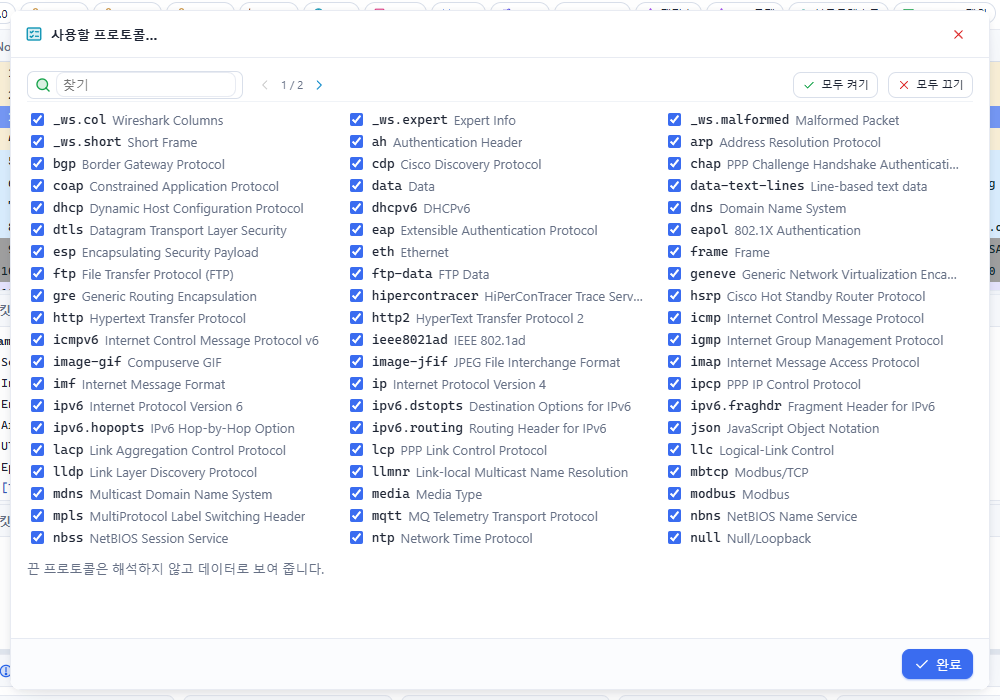 사용할 프로토콜...
찾기
1 / 2
모두 켜기
모두 끄기
_ws.col Wireshark Columns
_ws.expert Expert Info
_ws.malformed Malformed Packet
_ws.short Short Frame
ah Authentication Header
arp Address Resolution Protocol
bgp Border Gateway Protocol
cdp Cisco Discovery Protocol
chap PPP Challenge Handshake Authenticati...
coap Constrained Application Protocol
data Data
data-text-lines Line-based text data
dhcp Dynamic Host Configuration Protocol
dhcpv6 DHCPv6
dns Domain Name System
dtls Datagram Transport Layer Security
eap Extensible Authentication Protocol
eapol 802.1X Authentication
esp Encapsulating Security Payload
eth Ethernet
frame Frame
ftp File Transfer Protocol (FTP)
ftp-data FTP Data
geneve Generic Network Virtualization Enca...
gre Generic Routing Encapsulation
hipercontracer HiPerConTracer Trace Serv...
hsrp Cisco Hot Standby Router Protocol
http Hypertext Transfer Protocol
http2 HyperText Transfer Protocol 2
icmp Internet Control Message Protocol
icmpv6 Internet Control Message Protocol v6
ieee8021ad IEEE 802.1ad
igmp Internet Group Management Protocol
image-gif Compuserve GIF
image-jfif JPEG File Interchange Format
imap Internet Message Access Protocol
imf Internet Message Format
ip Internet Protocol Version 4
ipcp PPP IP Control Protocol
ipv6 Internet Protocol Version 6
ipv6.dstopts Destination Options for IPv6
ipv6.fraghdr Fragment Header for IPv6
ipv6.hopopts IPv6 Hop-by-Hop Option
ipv6.routing Routing Header for IPv6
json JavaScript Object Notation
lacp Link Aggregation Control Protocol
lcp PPP Link Control Protocol
llc Logical-Link Control
lldp Link Layer Discovery Protocol
llmnr Link-local Multicast Name Resolution
mbtcp Modbus/TCP
mdns Multicast Domain Name System
media Media Type
modbus Modbus
mpls MultiProtocol Label Switching Header
mqtt MQ Telemetry Transport Protocol
nbns NetBIOS Name Service
nbss NetBIOS Session Service
ntp Network Time Protocol
null Null/Loopback
끈 프로토콜은 해석하지 않고 데이터로 보여 줍니다.
완료